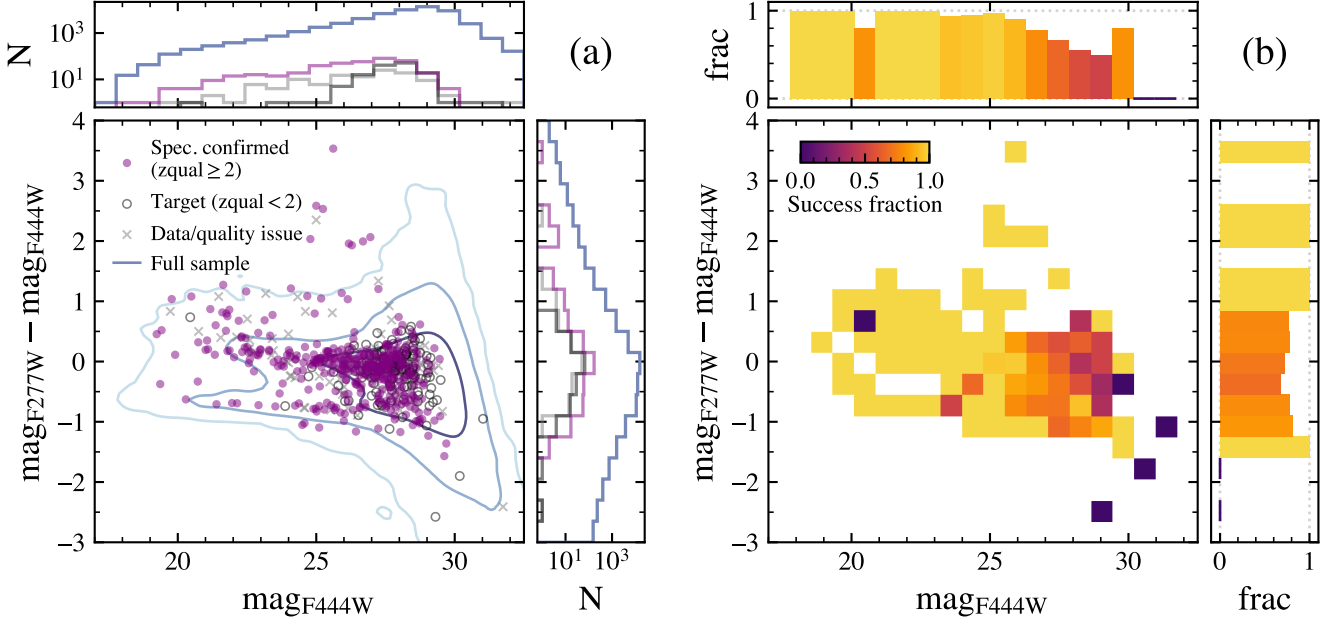 N
10³
10¹
(a)
mag_F277W − mag_F444W
4
3
2
1
0
−1
−2
−3
Spec. confirmed
(zqual ≥ 2)
Target (zqual < 2)
Data/quality issue
Full sample
20
25
30
mag_F444W
10¹
10³
N
frac
1
0
(b)
mag_F277W − mag_F444W
4
3
2
1
0
−1
−2
−3
0.0
0.5
1.0
Success fraction
20
25
30
mag_F444W
0
1
frac